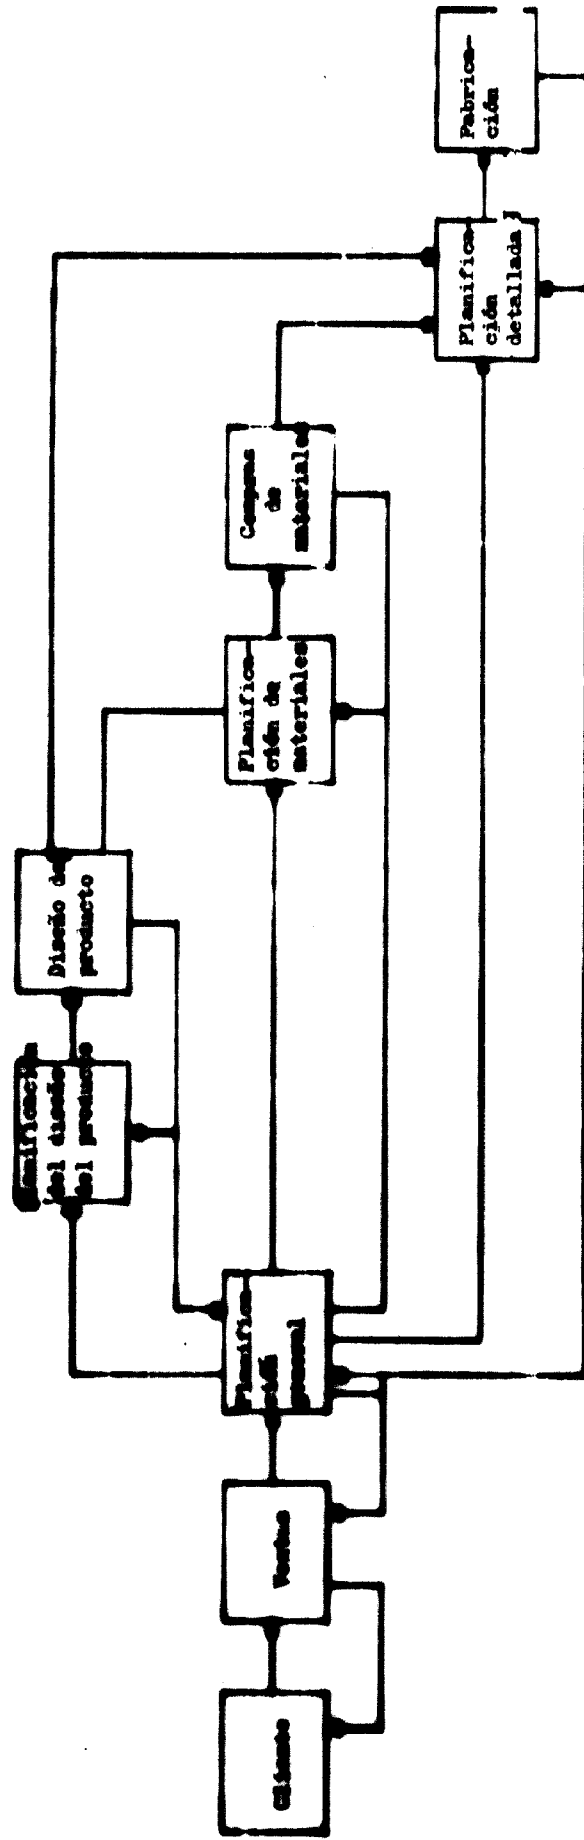 Cliente
Ventas
Planifica-
ción
general
Planificación
del diseño
del producto
Diseño de
producto
Planifica-
ción de
materiales
Compras
de
materiales
Planifica-
ción
detallada
Fabrica-
ción